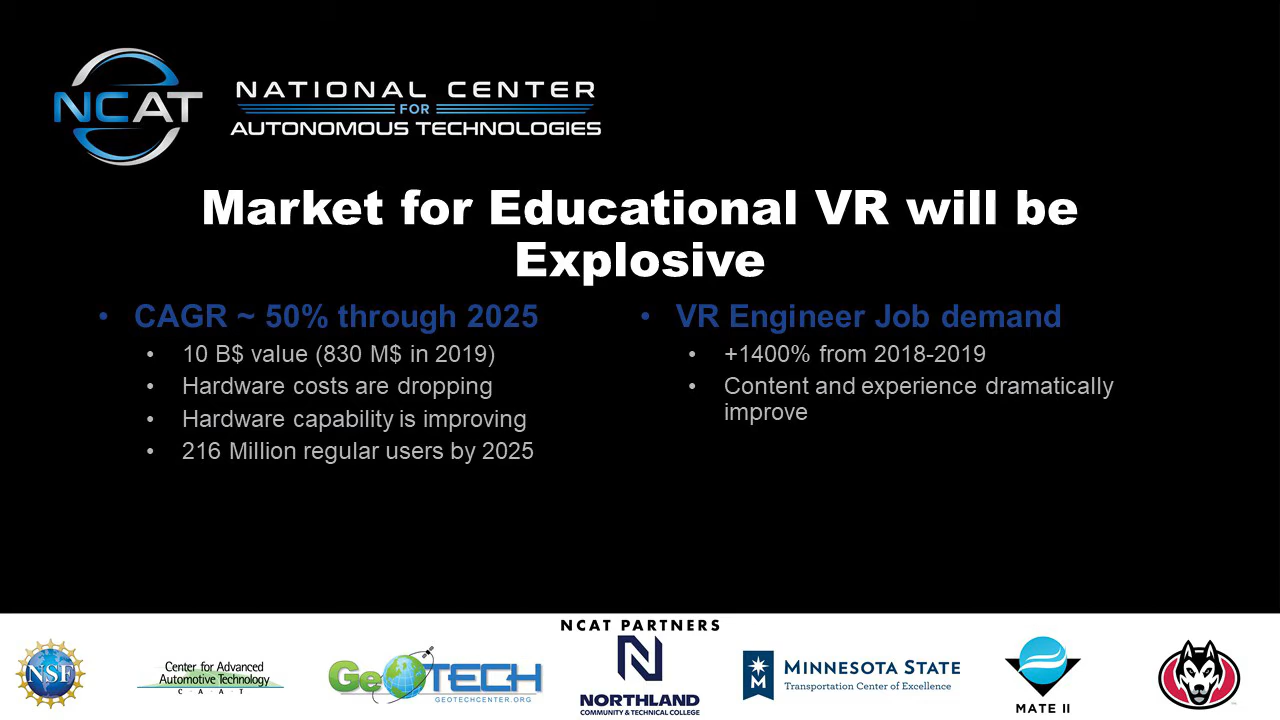 NCAT
NATIONAL CENTER
FOR
AUTONOMOUS TECHNOLOGIES
Market for Educational VR will be
Explosive
• CAGR ~ 50% through 2025
• 10 B$ value (830 M$ in 2019)
• Hardware costs are dropping
• Hardware capability is improving
• 216 Million regular users by 2025
• VR Engineer Job demand
• +1400% from 2018-2019
• Content and experience dramatically
improve
NCAT PARTNERS
NSF
Center for Advanced
Automotive Technology
C A A T
GeoTECH
GEOTECHCENTER.ORG
NORTHLAND
COMMUNITY & TECHNICAL COLLEGE
M
MINNESOTA STATE
Transportation Center of Excellence
MATE II